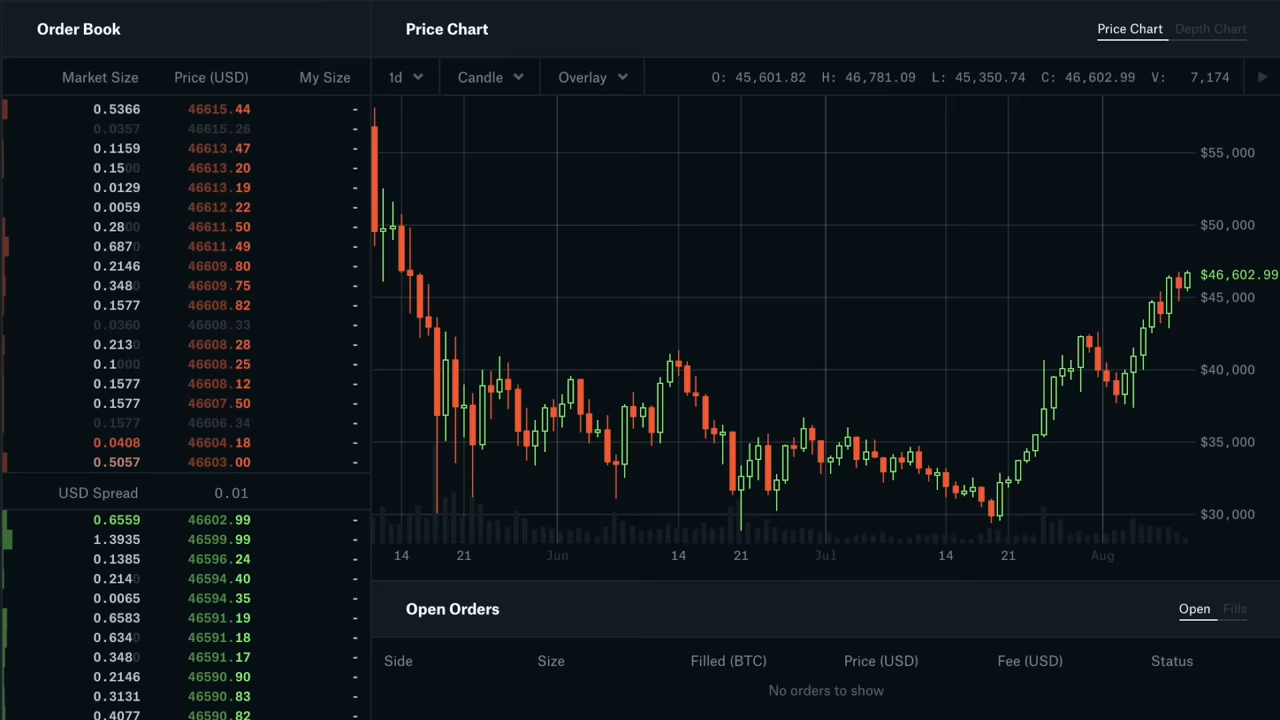 Order Book
Price Chart
Price Chart Depth Chart
Market Size Price (USD) My Size
1d Candle Overlay O: 45,601.82 H: 46,781.09 L: 45,350.74 C: 46,602.99 V: 7,174
0.5366 46615.44 -
0.0357 46615.26 -
0.1159 46613.47 -
0.1500 46613.20 -
0.0129 46613.19 -
0.0059 46612.22 -
0.2800 46611.50 -
0.6870 46611.49 -
0.2146 46609.80 -
0.3480 46609.75 -
0.1577 46608.82 -
0.0360 46608.33 -
0.2130 46608.28 -
0.1000 46608.25 -
0.1577 46608.12 -
0.1577 46607.50 -
0.1577 46606.34 -
0.0408 46604.18 -
0.5057 46603.00 -
USD Spread 0.01
0.6559 46602.99 -
1.3935 46599.99 -
0.1385 46596.24 -
0.2140 46594.40 -
0.0065 46594.35 -
0.6583 46591.19 -
0.6340 46591.18 -
0.3480 46591.17 -
0.2146 46590.90 -
0.3131 46590.83 -
0.4077 46590.82 -
$55,000
$50,000
$46,602.99
$45,000
$40,000
$35,000
$30,000
14 21 Jun 14 21 Jul 14 21 Aug
Open Orders
Open Fills
Side Size Filled (BTC) Price (USD) Fee (USD) Status
No orders to show